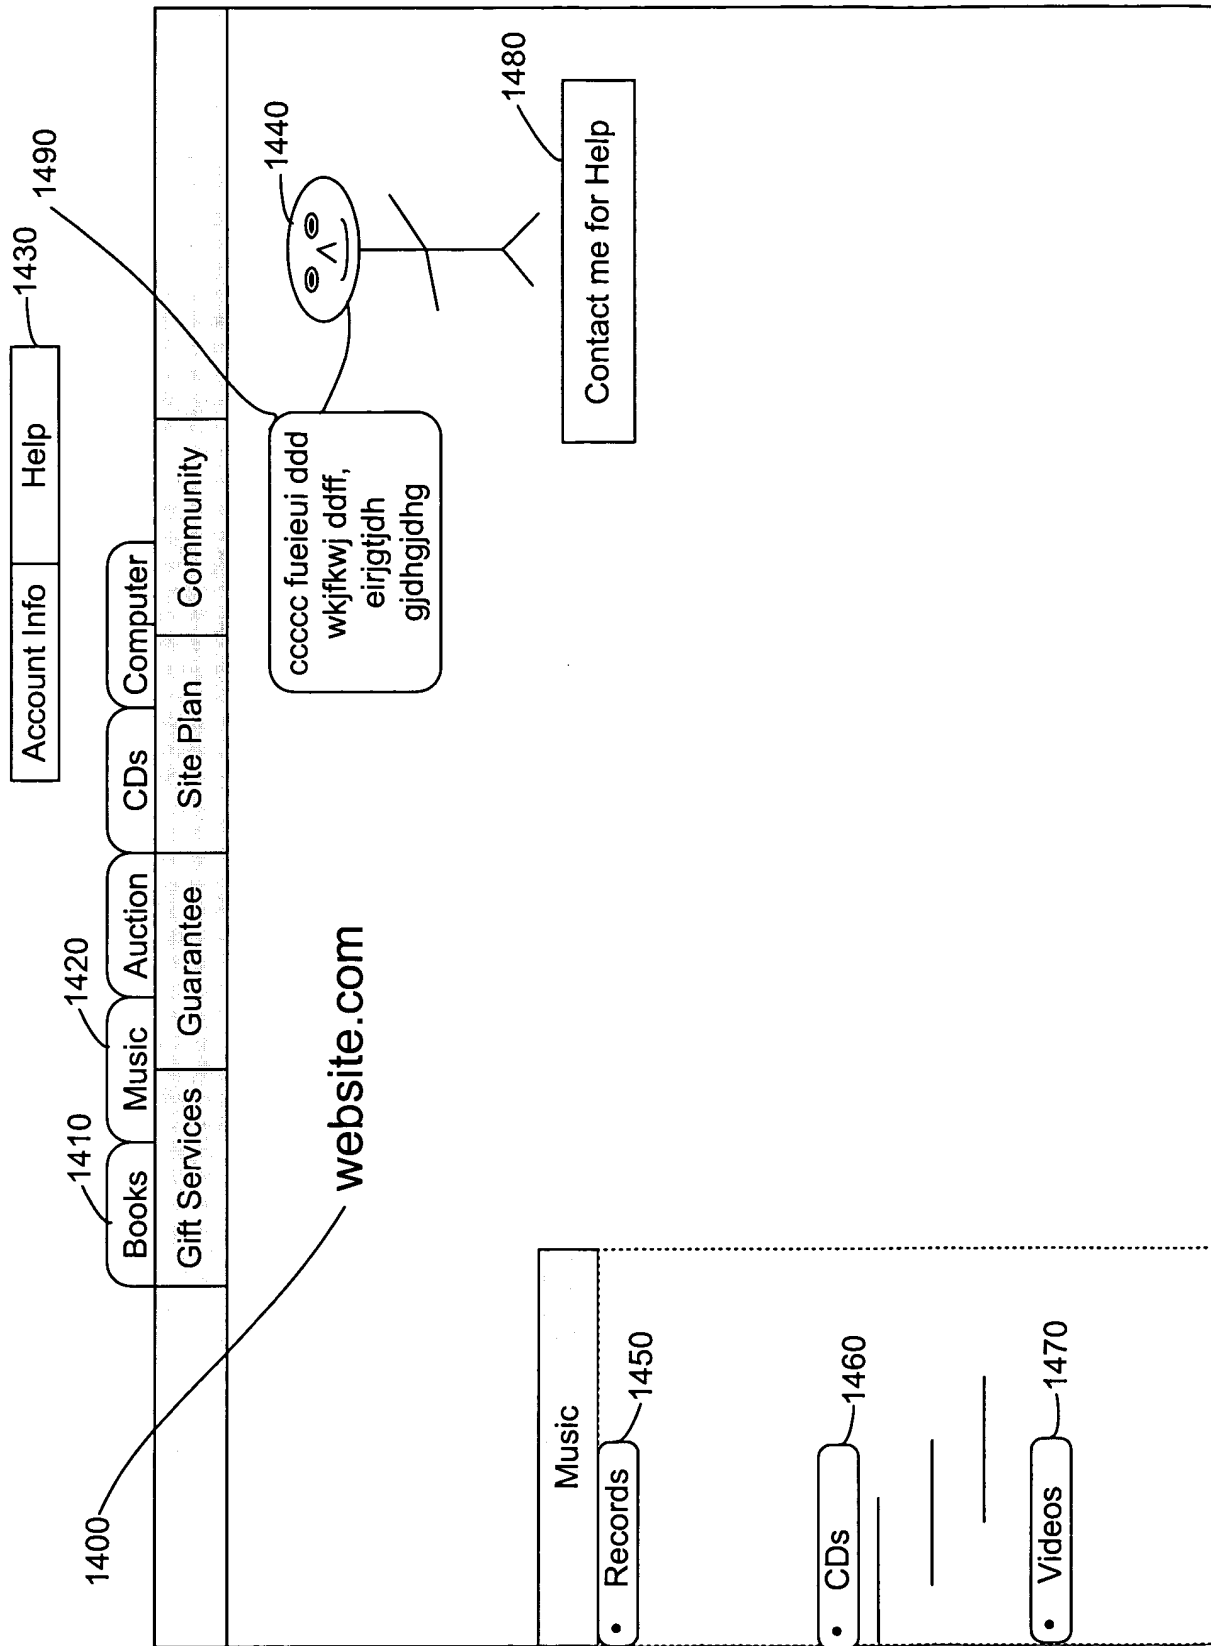 1430
Account Info Help
1490
1410
1420
Books Music Auction CDs Computer
Gift Services Guarantee Site Plan Community
1400
website.com
1440
ccccc fueieui ddd
wkjfkwj ddff,
eirjgtjdh
gjdhgjdhg
1480
Contact me for Help
Music
• Records
1450
• CDs
1460
• Videos
1470